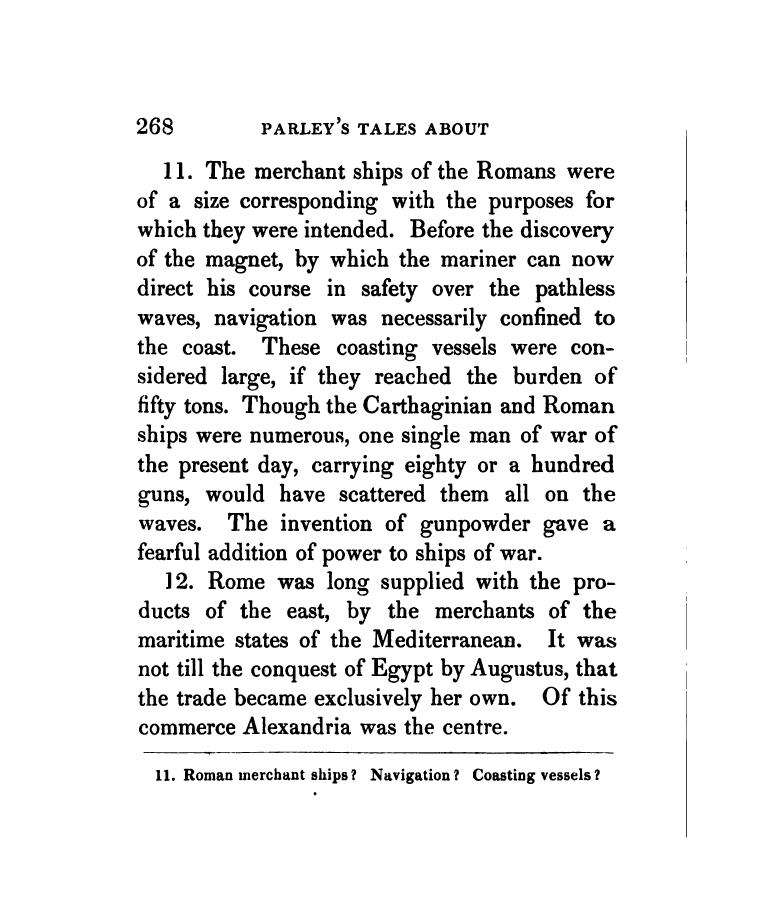 268 PARLEY'S TALES ABOUT
11. The merchant ships of the Romans were
of a size corresponding with the purposes for
which they were intended. Before the discovery
of the magnet, by which the mariner can now
direct his course in safety over the pathless
waves, navigation was necessarily confined to
the coast. These coasting vessels were con-
sidered large, if they reached the burden of
fifty tons. Though the Carthaginian and Roman
ships were numerous, one single man of war of
the present day, carrying eighty or a hundred
guns, would have scattered them all on the
waves. The invention of gunpowder gave a
fearful addition of power to ships of war.
12. Rome was long supplied with the pro-
ducts of the east, by the merchants of the
maritime states of the Mediterranean. It was
not till the conquest of Egypt by Augustus, that
the trade became exclusively her own. Of this
commerce Alexandria was the centre.
11. Roman merchant ships? Navigation? Coasting vessels?